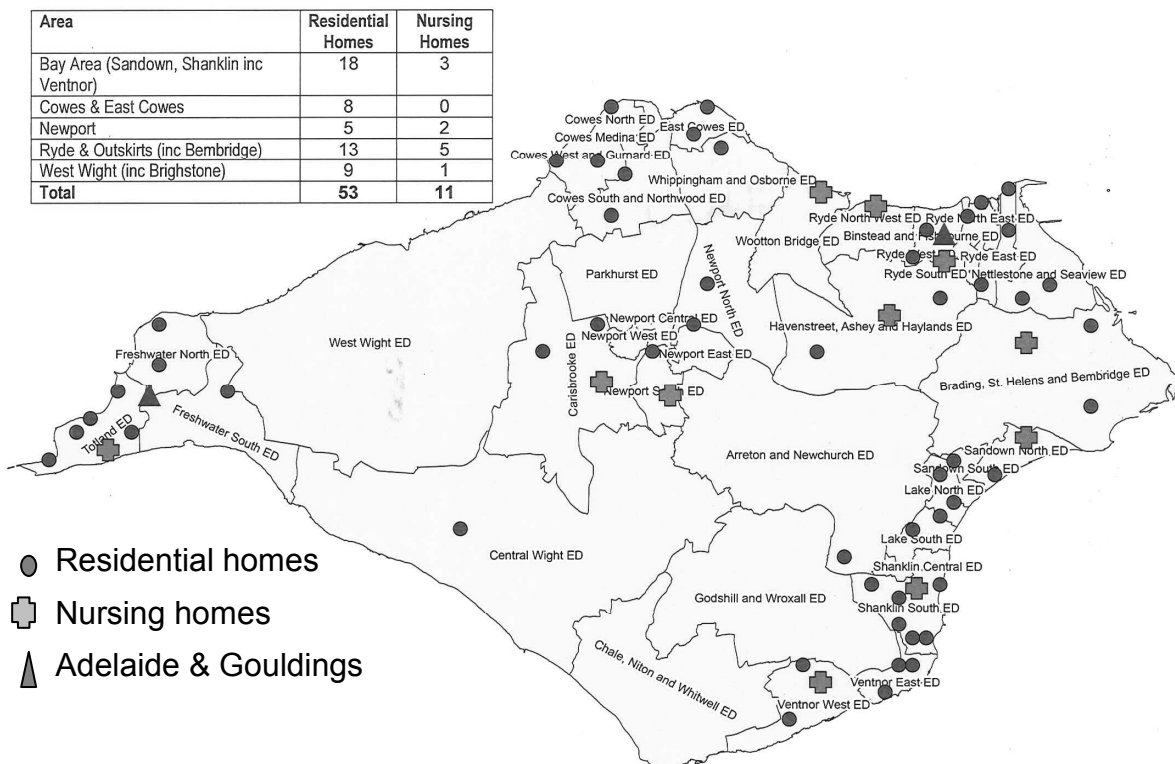 Area Residential Homes Nursing Homes
Bay Area (Sandown, Shanklin inc Ventnor) 18 3
Cowes & East Cowes 8 0
Newport 5 2
Ryde & Outskirts (inc Bembridge) 13 5
West Wight (inc Brighstone) 9 1
Total 53 11
Cowes North ED
East Cowes ED
Cowes Medina ED
Cowes West and Gurnard ED
Whippingham and Osborne ED
Cowes South and Northwood ED
Ryde North West ED
Ryde North East ED
Wootton Bridge ED
Binstead and Fishbourne ED
Ryde West ED
Ryde East ED
Parkhurst ED
Ryde South ED
Nettlestone and Seaview ED
Newport North ED
Newport Central ED
Havenstreet, Ashey and Haylands ED
Newport West ED
West Wight ED
Freshwater North ED
Newport East ED
Carisbrooke ED
Brading, St. Helens and Bembridge ED
Newport South ED
Freshwater South ED
Totland ED
Sandown North ED
Arreton and Newchurch ED
Sandown South ED
Lake North ED
Lake South ED
Central Wight ED
Shanklin Central ED
Godshill and Wroxall ED
Shanklin South ED
Chale, Niton and Whitwell ED
Ventnor East ED
Ventnor West ED
Residential homes
Nursing homes
Adelaide & Gouldings